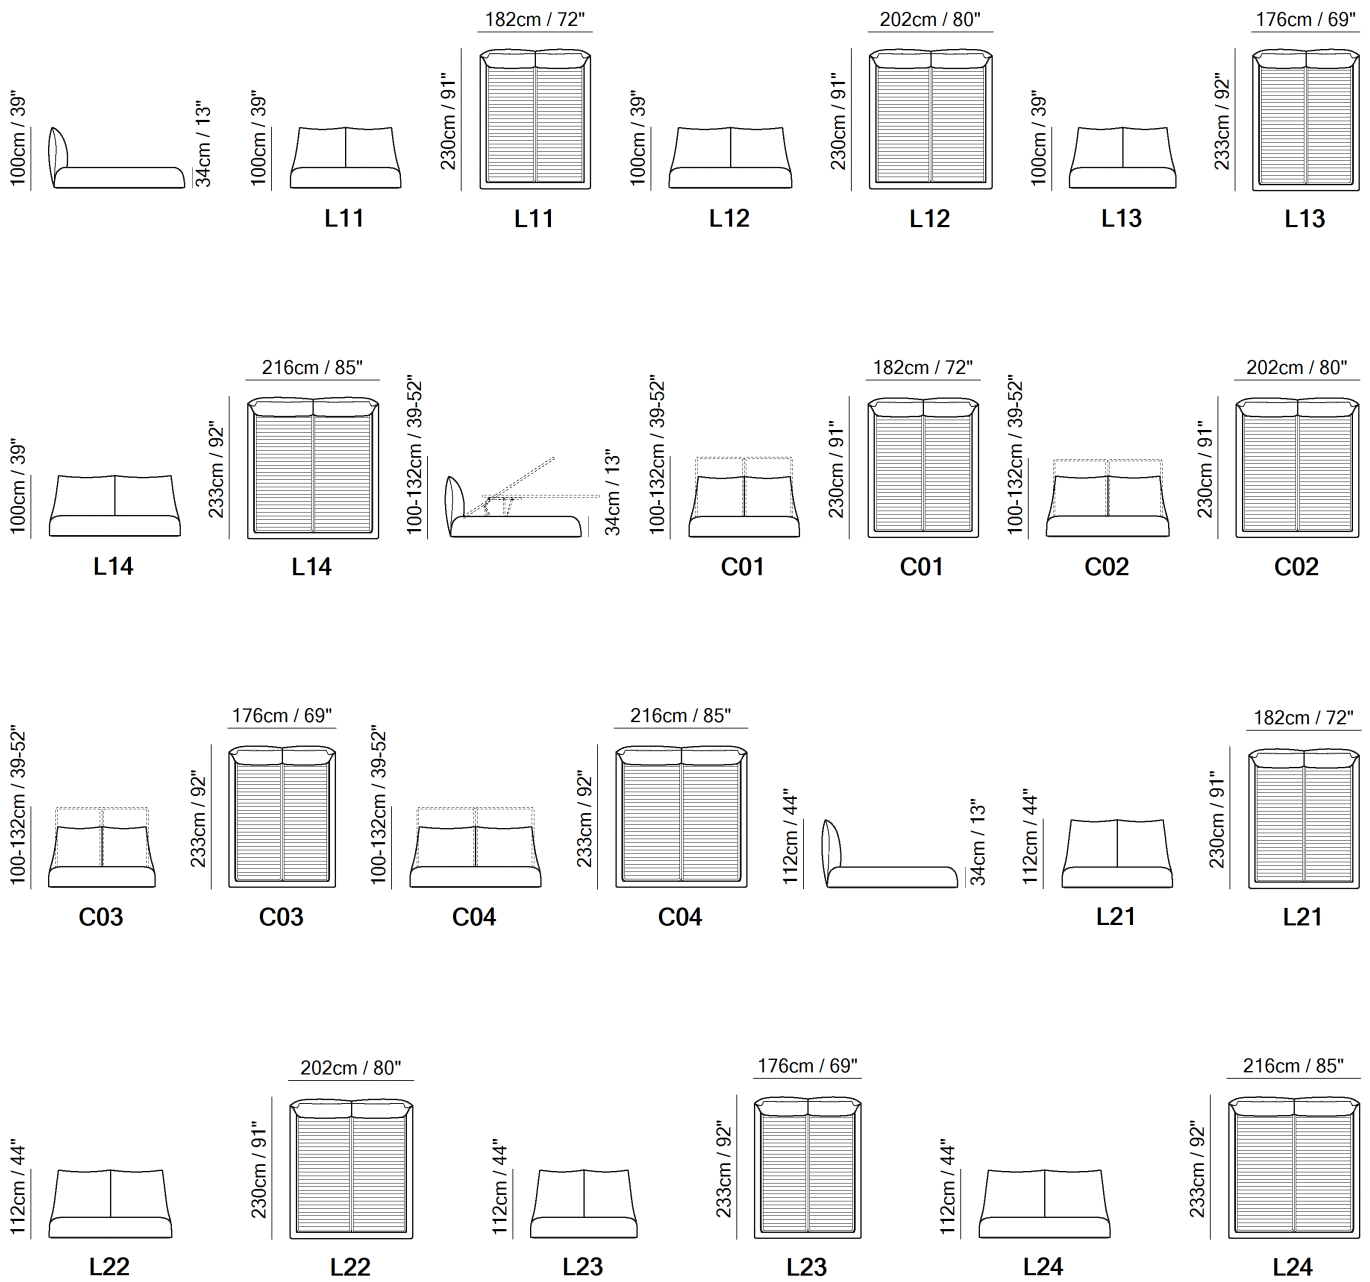 182cm / 72"
202cm / 80"
176cm / 69"
100cm / 39"
34cm / 13"
100cm / 39"
230cm / 91"
100cm / 39"
230cm / 91"
100cm / 39"
233cm / 92"
L11
L11
L12
L12
L13
L13
216cm / 85"
182cm / 72"
202cm / 80"
100cm / 39"
233cm / 92"
100-132cm / 39-52"
34cm / 13"
100-132cm / 39-52"
230cm / 91"
100-132cm / 39-52"
230cm / 91"
L14
L14
C01
C01
C02
C02
176cm / 69"
216cm / 85"
182cm / 72"
100-132cm / 39-52"
233cm / 92"
100-132cm / 39-52"
233cm / 92"
112cm / 44"
34cm / 13"
112cm / 44"
230cm / 91"
C03
C03
C04
C04
L21
L21
202cm / 80"
176cm / 69"
216cm / 85"
112cm / 44"
230cm / 91"
112cm / 44"
233cm / 92"
112cm / 44"
233cm / 92"
L22
L22
L23
L23
L24
L24